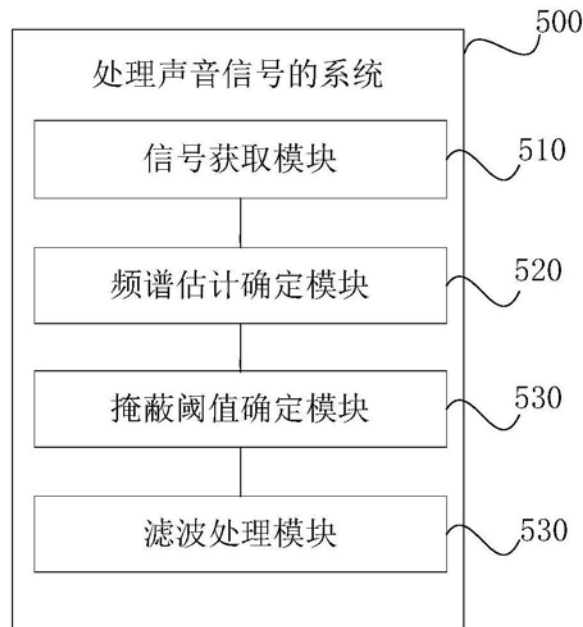 500
处理声音信号的系统
信号获取模块
510
频谱估计确定模块
520
掩蔽阈值确定模块
530
滤波处理模块
530